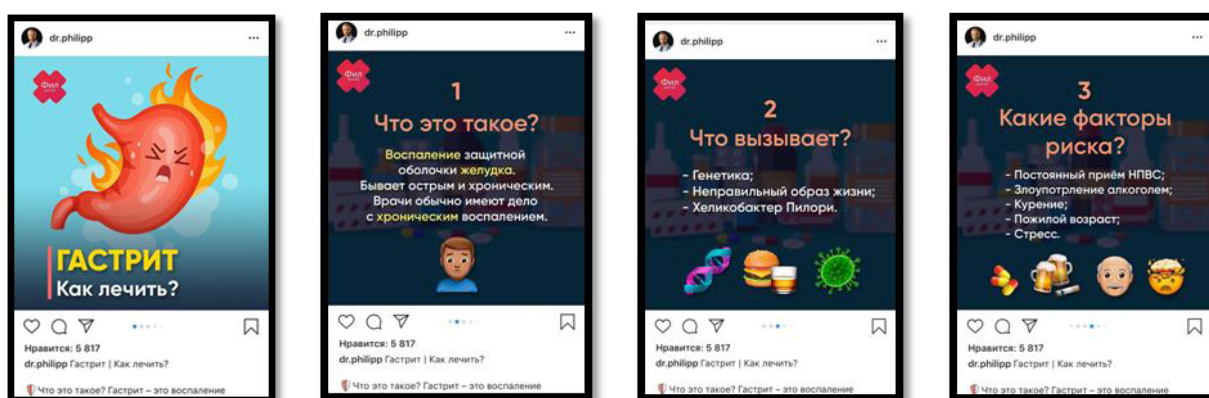 dr.philipp
Фил
ГАСТРИТ
Как лечить?
Нравится: 5 817
dr.philipp Гастрит | Как лечить?
Что это такое? Гастрит – это воспаление
dr.philipp
Фил
1
Что это такое?
Воспаление защитной
оболочки желудка.
Бывает острым и хроническим.
Врачи обычно имеют дело
с хроническим воспалением.
Нравится: 5 817
dr.philipp Гастрит | Как лечить?
Что это такое? Гастрит – это воспаление
dr.philipp
Фил
2
Что вызывает?
- Генетика;
- Неправильный образ жизни;
- Хеликобактер Пилори.
Нравится: 5 817
dr.philipp Гастрит | Как лечить?
Что это такое? Гастрит – это воспаление
dr.philipp
Фил
3
Какие факторы
риска?
- Постоянный приём НПВС;
- Злоупотрление алкоголем;
- Курение;
- Пожилой возраст;
- Стресс.
Нравится: 5 817
dr.philipp Гастрит | Как лечить?
Что это такое? Гастрит – это воспаление